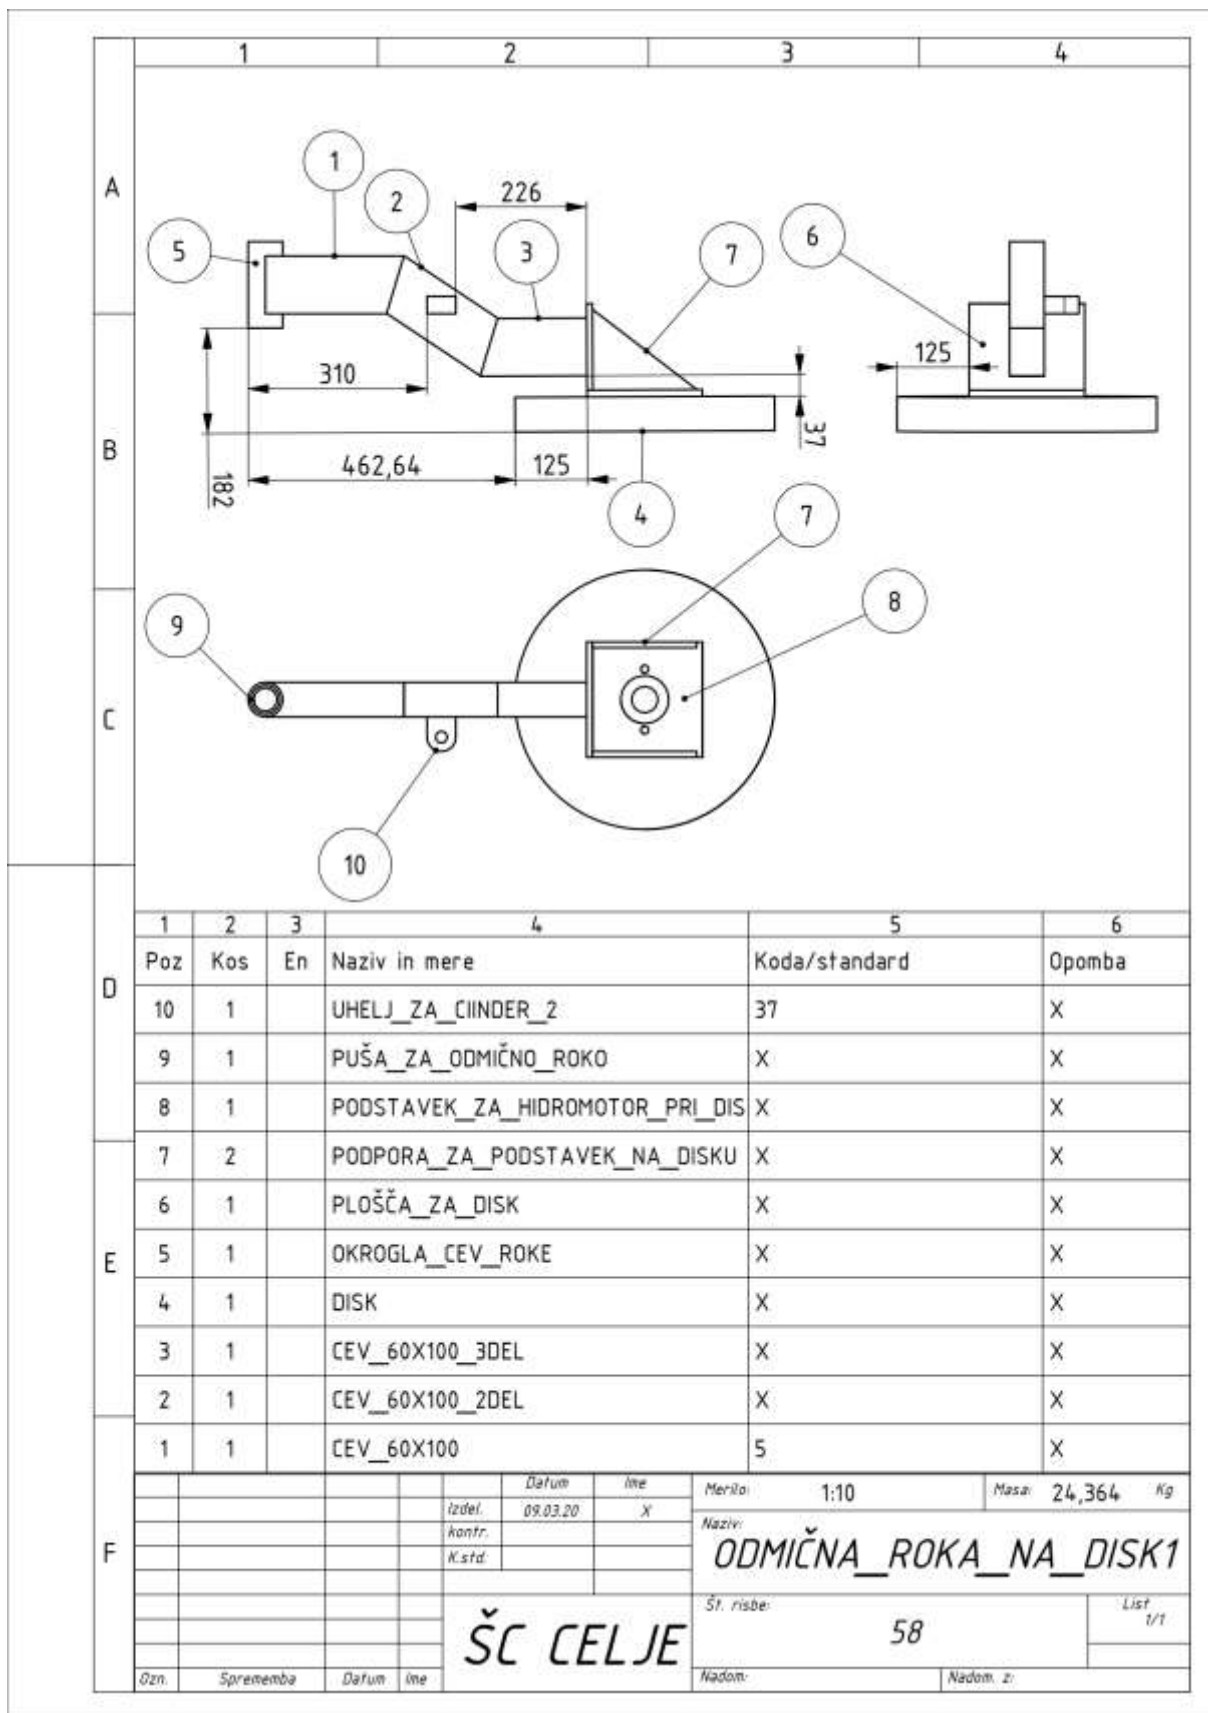 1 2 3 4
A
B
C
D
E
F
1
2
226
3
7
6
5
310
125
37
462,64
125
182
4
7
8
9
10
1 2 3 4 5 6
Poz Kos En Naziv in mere Koda/standard Opomba
10 1 UHELJ_ZA_CIINDER_2 37 X
9 1 PUŠA_ZA_ODMIČNO_ROKO X X
8 1 PODSTAVEK_ZA_HIDROMOTOR_PRI_DIS X X
7 2 PODPORA_ZA_PODSTAVEK_NA_DISKU X X
6 1 PLOŠČA_ZA_DISK X X
5 1 OKROGLA_CEV_ROKE X X
4 1 DISK X X
3 1 CEV_60X100_3DEL X X
2 1 CEV_60X100_2DEL X X
1 1 CEV_60X100 5 X
Datum Ime
Izdel. 09.03.20 X
kontr.
K.std.
Merilo: 1:10 Masa: 24,364 Kg
Naziv:
ODMIČNA_ROKA_NA_DISK1
ŠC CELJE
Št. risbe: 58
List 1/1
Ozn. Sprememba Datum Ime Nadom: Nadom. z: